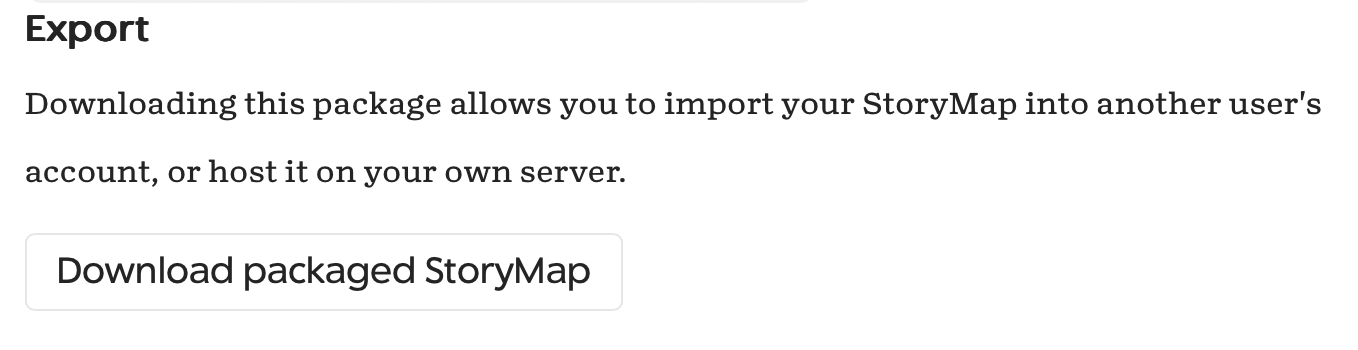 Export
Downloading this package allows you to import your StoryMap into another user's
account, or host it on your own server.
Download packaged StoryMap